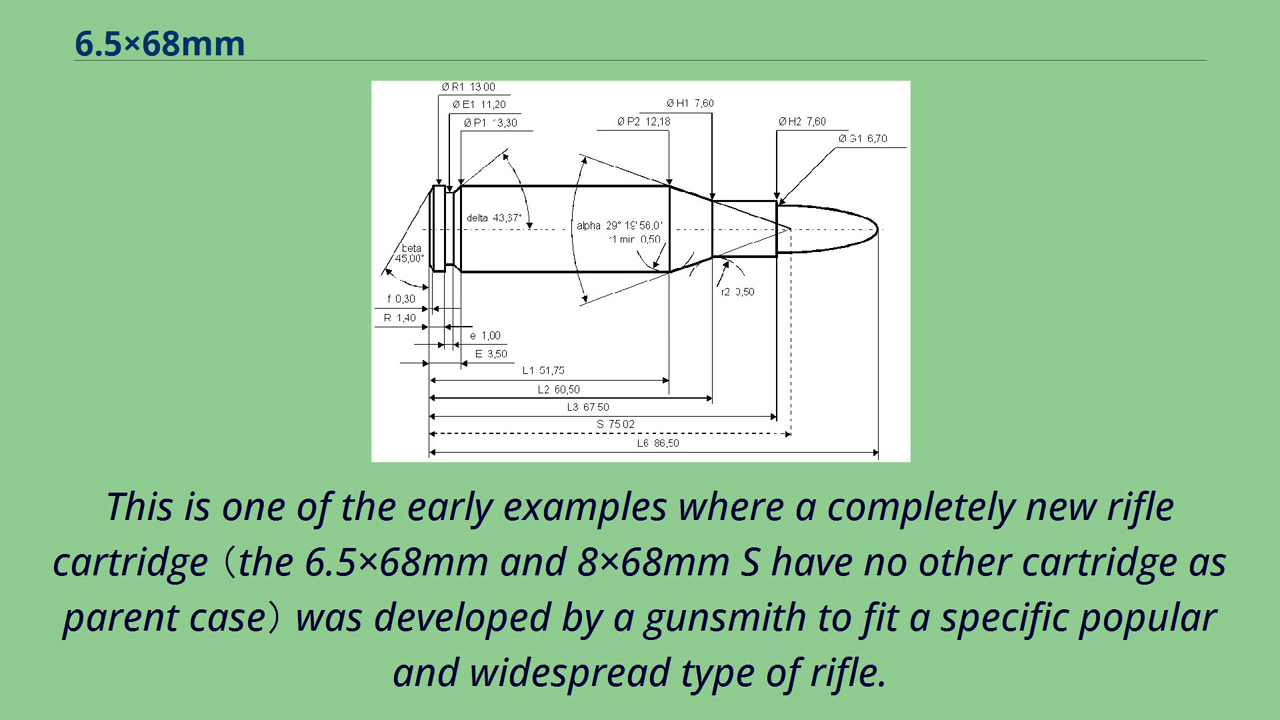 6.5×68mm
Ø R1 13 00
Ø E1 11,20
Ø P1 13,30
Ø H1 7,60
Ø P2 12,18
Ø H2 7,60
Ø G1 6,70
delta 43,37°
alpha 29° 19'56.0'
r1 min 0,50
beta
45,00°
r2 0,50
f 0,30
R 1,40
e 1,00
E 3,50
L1 51,75
L2 60,50
L3 67 50
S 75 02
L6 86,50
This is one of the early examples where a completely new rifle
cartridge (the 6.5×68mm and 8×68mm S have no other cartridge as
parent case) was developed by a gunsmith to fit a specific popular
and widespread type of rifle.